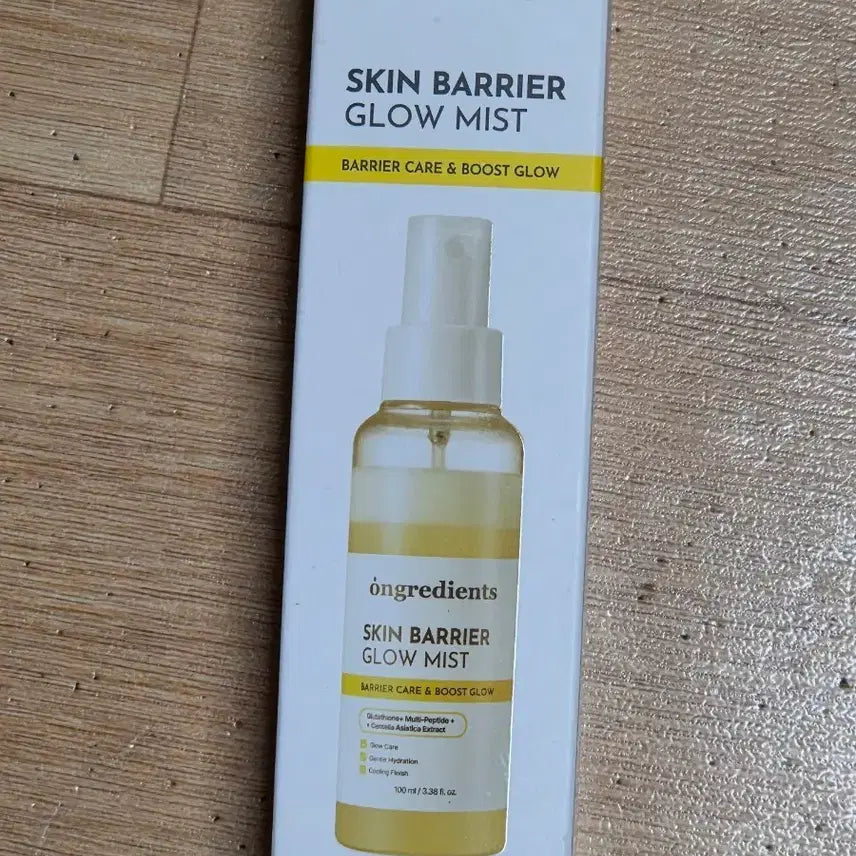 SKIN BARRIER
GLOW MIST
BARRIER CARE & BOOST GLOW
ongredients
SKIN BARRIER
GLOW MIST
BARRIER CARE & BOOST GLOW
Glutathione+ Multi-Peptide +
+ Centella Asiatica Extract
Glow Care
Gentle Hydration
Cooling Finish
100 ml / 3.38 fl. oz.